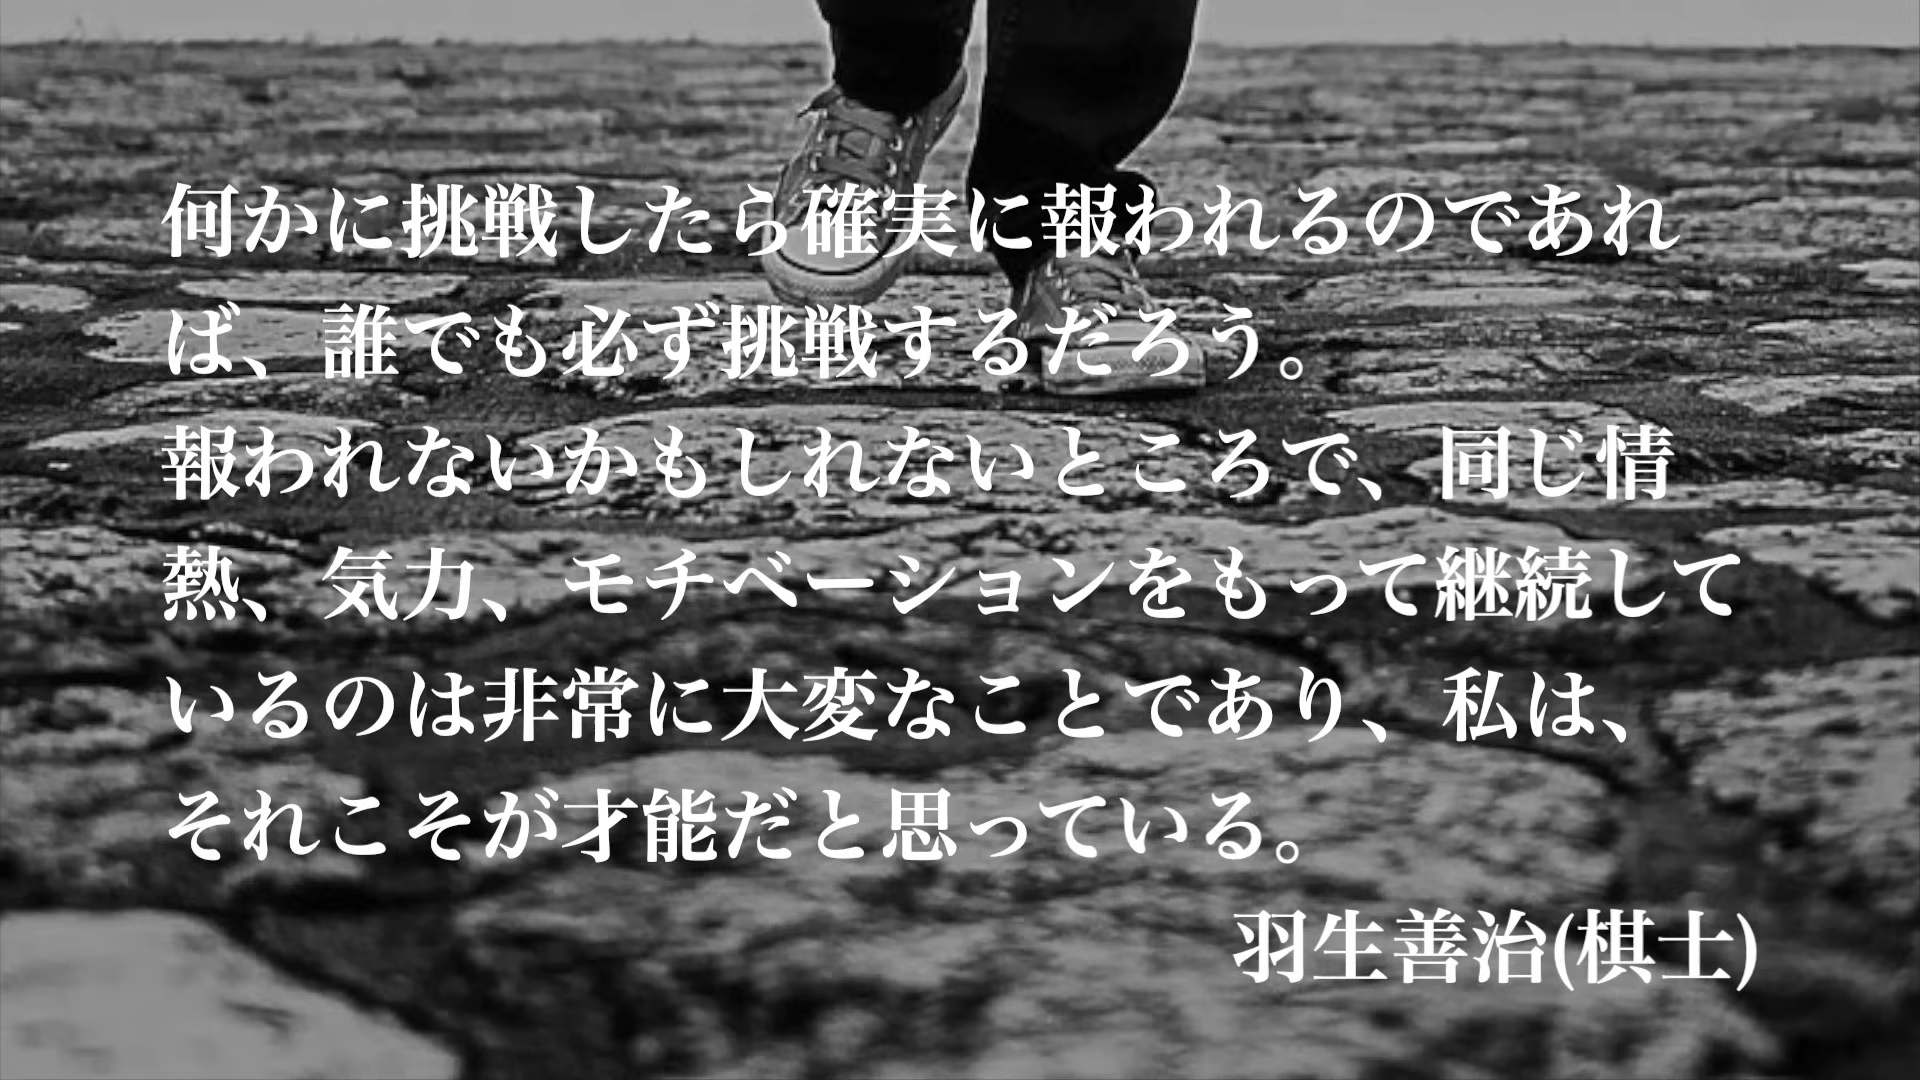 何かに挑戦したら確実に報われるのであれ
ば、誰でも必ず挑戦するだろう。
報われないかもしれないところで、同じ情
熱、気力、モチベーションをもって継続して
いるのは非常に大変なことであり、私は、
それこそが才能だと思っている。
羽生善治(棋士)